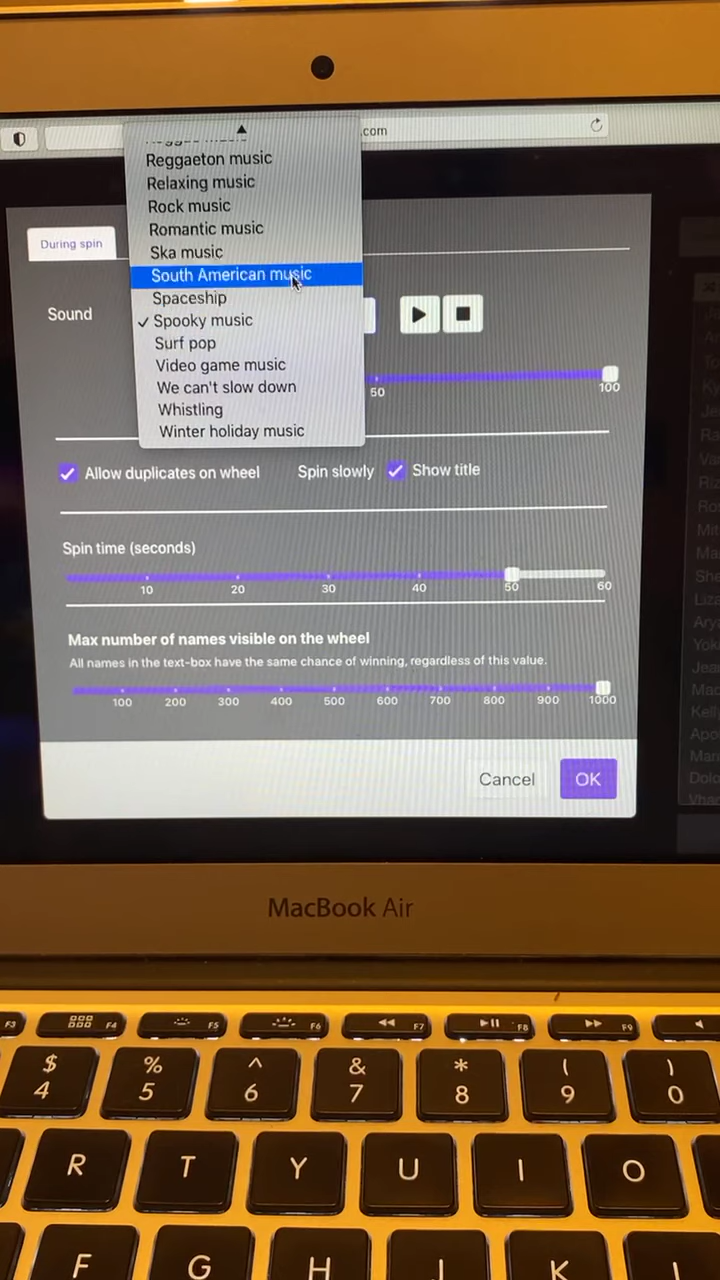 .com
Reggaeton music
Relaxing music
Rock music
Romantic music
Ska music
South American music
Spaceship
✓ Spooky music
Surf pop
Video game music
We can't slow down
Whistling
Winter holiday music
During spin
Sound
50 100
Allow duplicates on wheel Spin slowly Show title
Spin time (seconds)
10 20 30 40 50 60
Max number of names visible on the wheel
All names in the text-box have the same chance of winning, regardless of this value.
100 200 300 400 500 600 700 800 900 1000
Cancel OK
MacBook Air
F3 F4 F5 F6 F7 F8 F9
$ % ^ & * ( )
4 5 6 7 8 9 0
R T Y U I O
F G H J K L